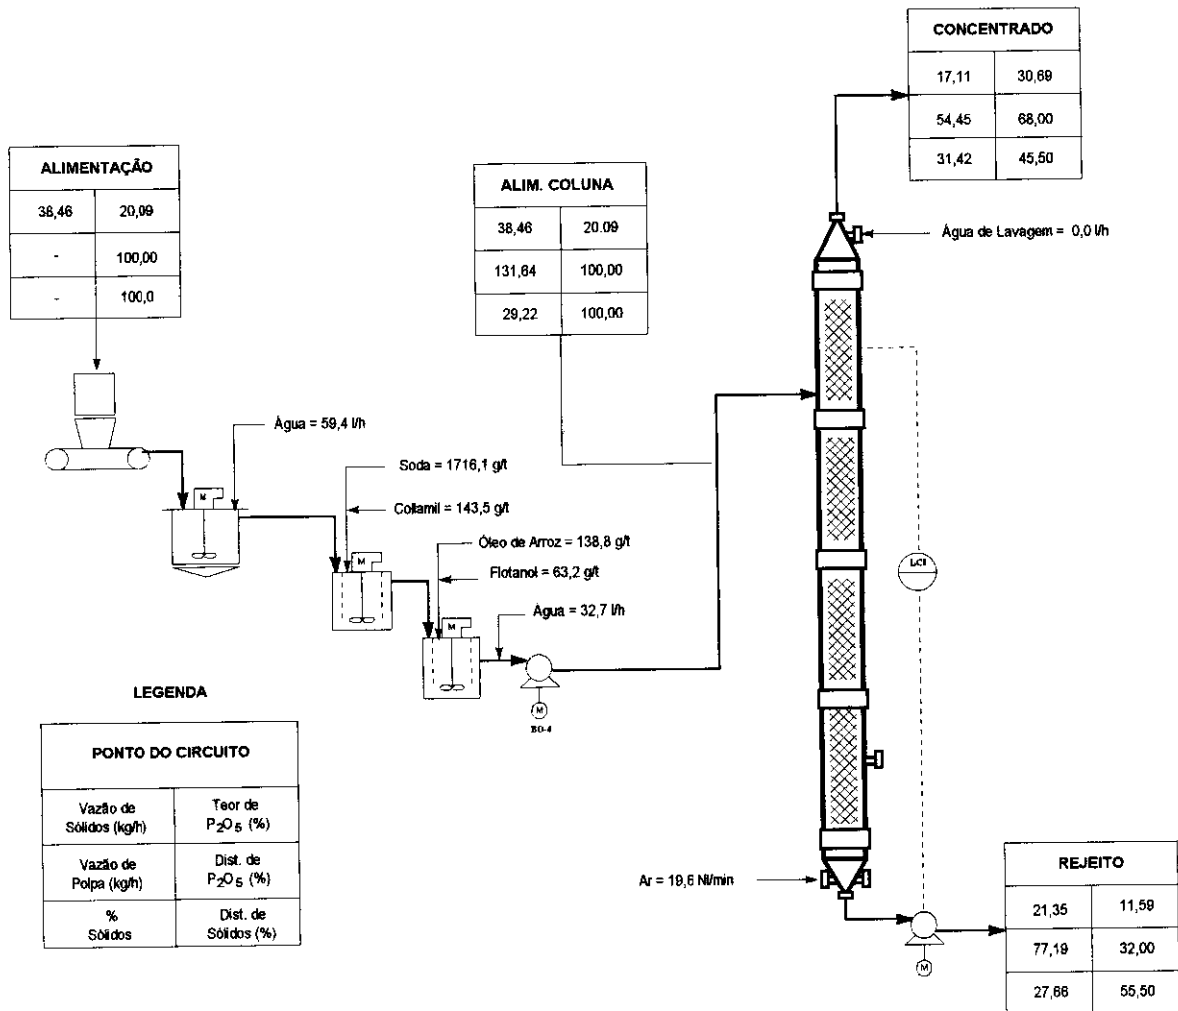 CONCENTRADO
17,11 30,69
54,45 68,00
31,42 45,50
ALIMENTAÇÃO
38,46 20,09
- 100,00
- 100,0
ALIM. COLUNA
38,46 20.09
131,64 100,00
29,22 100,00
Água de Lavagem = 0,0 l/h
Água = 59,4 l/h
Soda = 1716,1 g/t
Collamil = 143,5 g/t
Óleo de Arroz = 138,8 g/t
Flotanol = 63,2 g/t
Água = 32,7 l/h
M
M
M
M
BO-4
LCI
LEGENDA
PONTO DO CIRCUITO
Vazão de Sólidos (kg/h)
Teor de P2O5 (%)
Vazão de Polpa (kg/h)
Dist. de P2O5 (%)
% Sólidos
Dist. de Sólidos (%)
Ar = 19,6 Nl/min
M
REJEITO
21,35 11,59
77,19 32,00
27,66 55,50